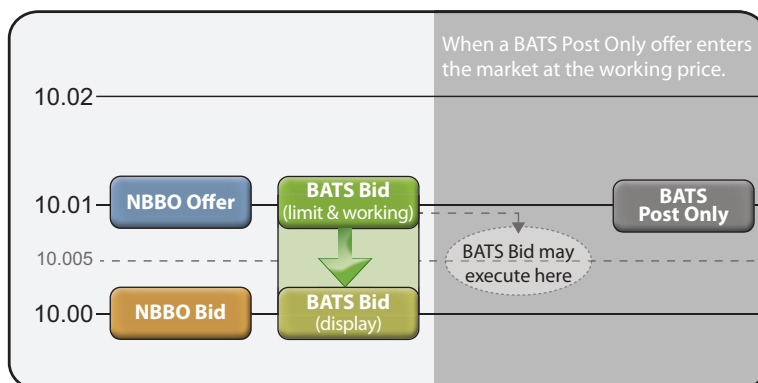 When a BATS Post Only offer enters
the market at the working price.
10.02
10.01
NBBO Offer
BATS Bid
(limit & working)
BATS
Post Only
10.005
BATS Bid may
execute here
10.00
NBBO Bid
BATS Bid
(display)